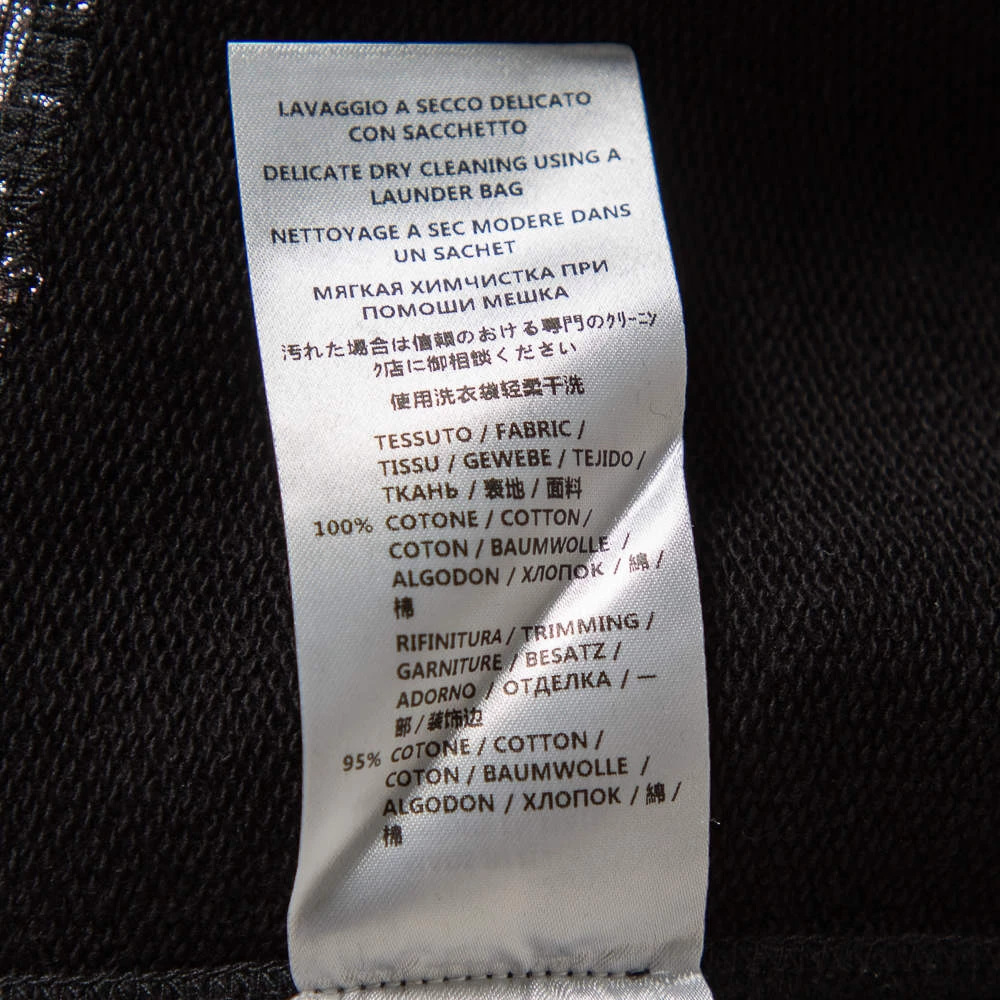 LAVAGGIO A SECCO DELICATO
CON SACCHETTO
DELICATE DRY CLEANING USING A
LAUNDER BAG
NETTOYAGE A SEC MODERE DANS
UN SACHET
МЯГКАЯ ХИМЧИСТКА ПРИ
ПОМОШИ МЕШКА
汚れた場合は信頼のおける専門のクリーニン
ク店に御相談ください
使用洗衣袋轻柔干洗
TESSUTO / FABRIC /
TISSU / GEWEBE / TEJIDO /
ТКАНЬ / 表地 / 面料
100% COTONE / COTTON /
COTON / BAUMWOLLE /
ALGODON / ХЛОПОК / 綿 /
棉
RIFINITURA / TRIMMING /
GARNITURE / BESATZ /
ADORNO / ОТДЕЛКА / 一
部/装饰边
95% COTONE / COTTON /
COTON / BAUMWOLLE /
ALGODON / ХЛОПОК / 綿 /
棉